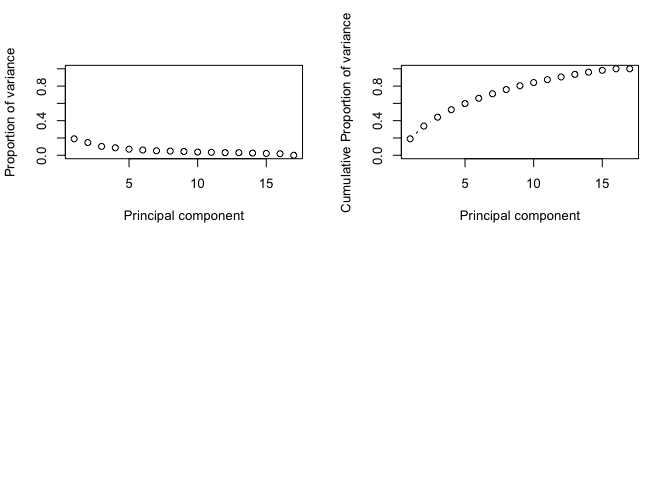 Proportion of variance
0.0 0.4 0.8
5 10 15
Principal component
Cumulative Proportion of variance
0.0 0.4 0.8
5 10 15
Principal component